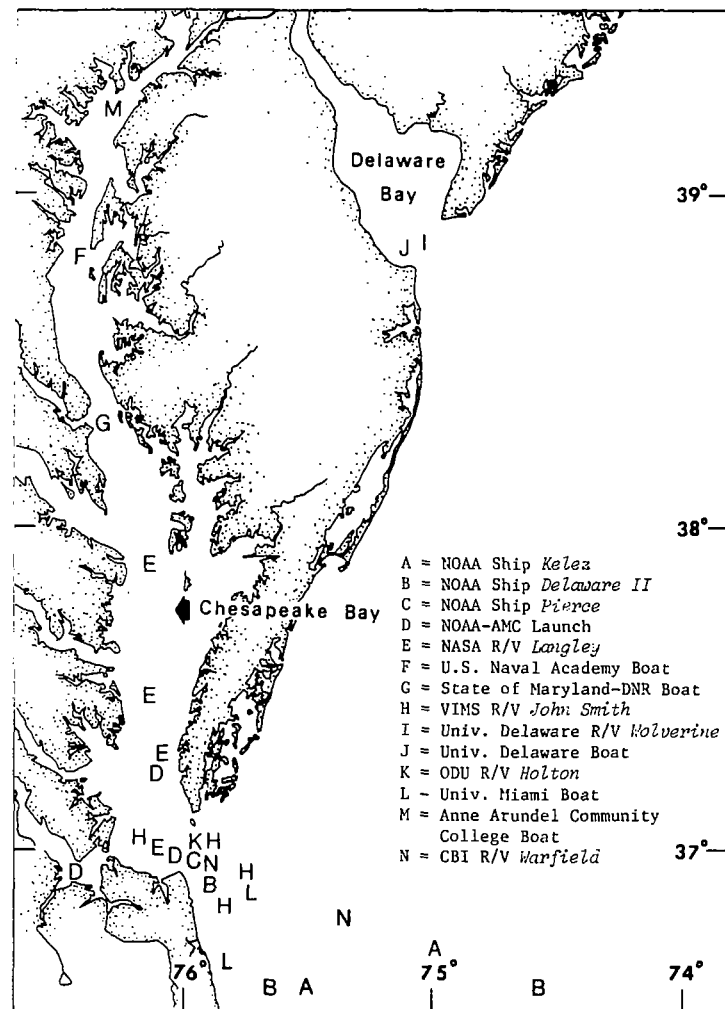 M
Delaware
Bay
39°
J I
F
G
38°
E
Chesapeake Bay
A = NOAA Ship Kelez
B = NOAA Ship Delaware II
C = NOAA Ship Pierce
D = NOAA-AMC Launch
E = NASA R/V Langley
F = U.S. Naval Academy Boat
G = State of Maryland-DNR Boat
H = VIMS R/V John Smith
I = Univ. Delaware R/V Wolverine
J = Univ. Delaware Boat
K = ODU R/V Holton
L - Univ. Miami Boat
M = Anne Arundel Community
College Boat
N = CBI R/V Warfield
E
E
D
H E D K H
C N
37°
D
B H
L
H
N
A
L
76° 75° 74°
B A B